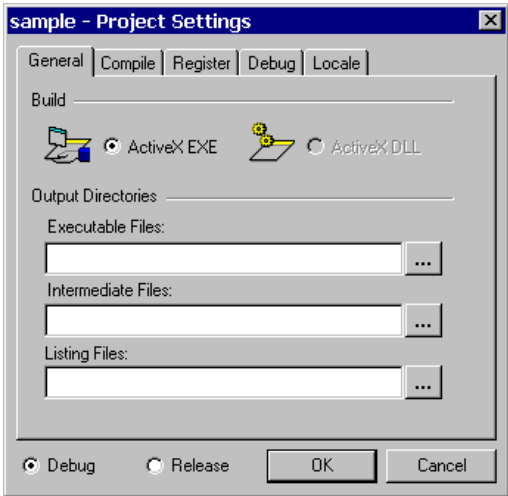 sample - Project Settings
General Compile Register Debug Locale
Build
ActiveX EXE ActiveX DLL
Output Directories
Executable Files:
...
Intermediate Files:
...
Listing Files:
...
Debug Release OK Cancel